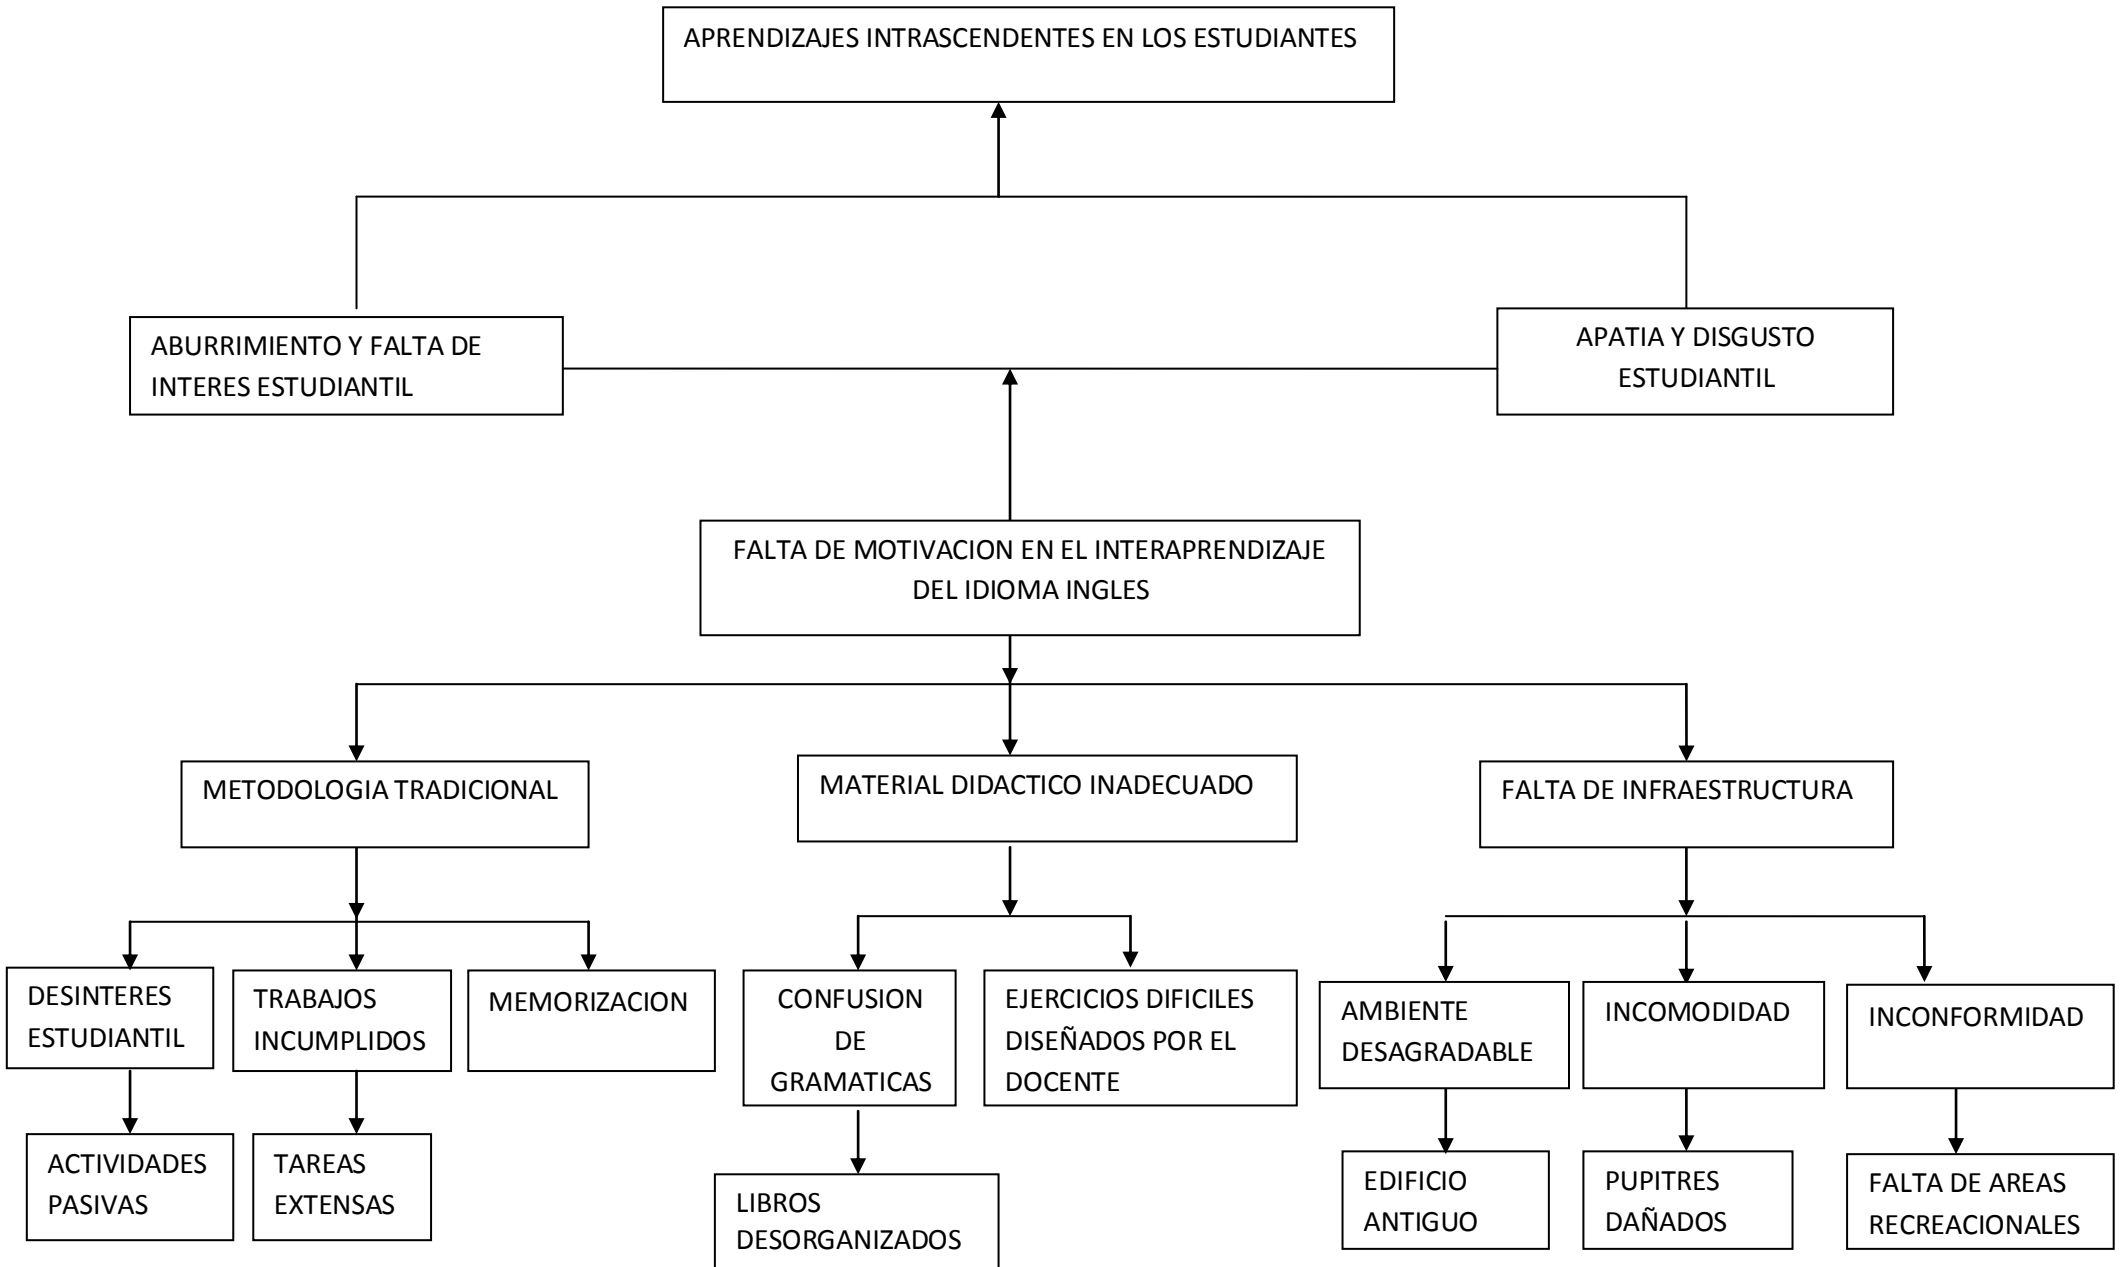 APRENDIZAJES INTRASCENDENTES EN LOS ESTUDIANTES
ABURRIMIENTO Y FALTA DE
INTERES ESTUDIANTIL
APATIA Y DISGUSTO
ESTUDIANTIL
FALTA DE MOTIVACION EN EL INTERAPRENDIZAJE
DEL IDIOMA INGLES
METODOLOGIA TRADICIONAL
MATERIAL DIDACTICO INADECUADO
FALTA DE INFRAESTRUCTURA
DESINTERES
ESTUDIANTIL
TRABAJOS
INCUMPLIDOS
MEMORIZACION
CONFUSION
DE
GRAMATICAS
EJERCICIOS DIFICILES
DISEÑADOS POR EL
DOCENTE
AMBIENTE
DESAGRADABLE
INCOMODIDAD
INCONFORMIDAD
ACTIVIDADES
PASIVAS
TAREAS
EXTENSAS
LIBROS
DESORGANIZADOS
EDIFICIO
ANTIGUO
PUPITRES
DAÑADOS
FALTA DE AREAS
RECREACIONALES